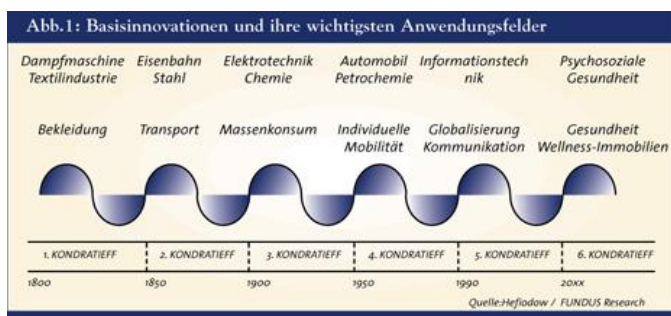 Abb.1: Basisinnovationen und ihre wichtigsten Anwendungsfelder
Dampfmaschine Eisenbahn Elektrotechnik Automobil Informationstech Psychosoziale
Textilindustrie Stahl Chemie Petrochemie nik Gesundheit
Bekleidung Transport Massenkonsum Individuelle Globalisierung Gesundheit
Mobilität Kommunikation Wellness-Immobilien
1. KONDRATIEFF 2. KONDRATIEFF 3. KONDRATIEFF 4. KONDRATIEFF 5. KONDRATIEFF 6. KONDRATIEFF
1800 1850 1900 1950 1990 20xx
Quelle:Hefiodow / FUNDUS Research